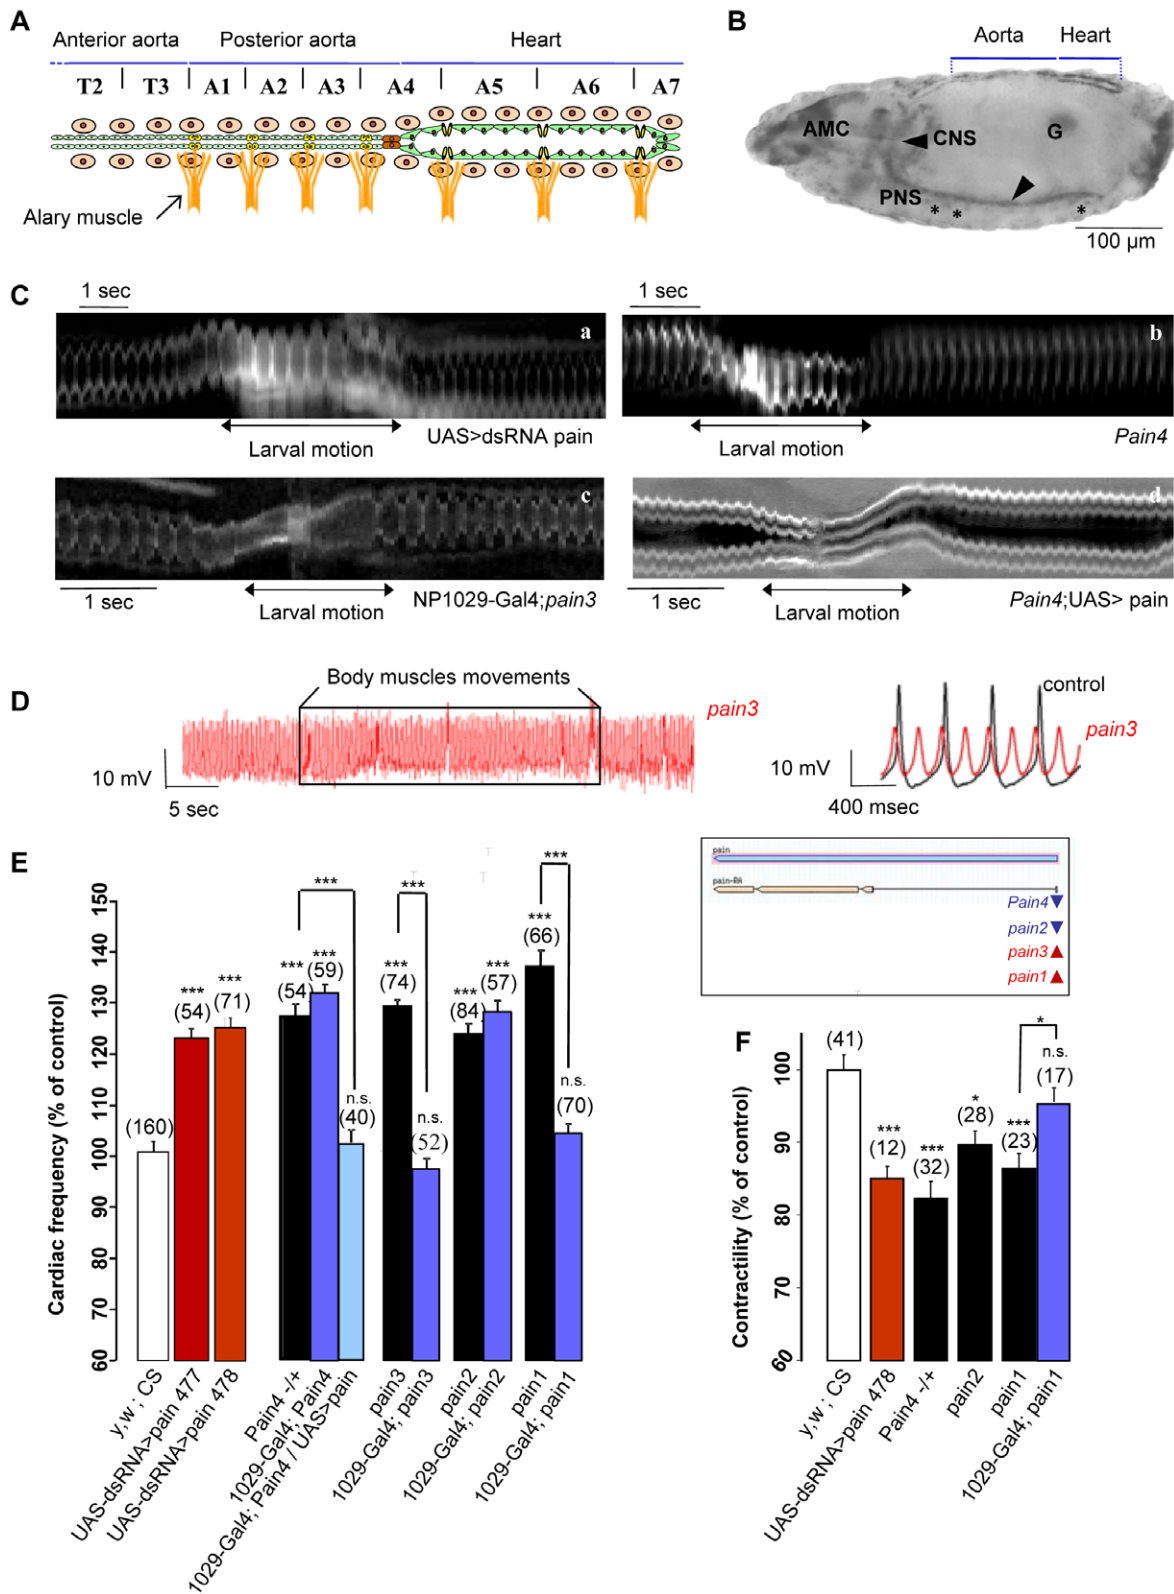 A
Anterior aorta
Posterior aorta
Heart
T2
T3
A1
A2
A3
A4
A5
A6
A7
Alary muscle
B
Aorta
Heart
AMC
CNS
G
PNS
* * *
100 µm
C
1 sec
a
UAS>dsRNA pain
Larval motion
1 sec
b
Pain4
Larval motion
c
1 sec
NP1029-Gal4;pain3
Larval motion
d
1 sec
Pain4;UAS> pain
Larval motion
D
Body muscles movements
pain3
10 mV
5 sec
control
pain3
10 mV
400 msec
pain
pain-RA
Pain4
pain2
pain3
pain1
E
Cardiac frequency (% of control)
150
140
130
120
110
100
90
80
70
60
(160)
***
(54)
***
(71)
***
***
(54)
***
(59)
n.s.
(40)
***
***
(74)
n.s.
(52)
***
(84)
***
(57)
***
***
(66)
n.s.
(70)
y,w ; CS
UAS-dsRNA>pain 477
UAS-dsRNA>pain 478
Pain4 -/+
1029-Gal4; Pain4
1029-Gal4; Pain4 / UAS>pain
pain3
1029-Gal4; pain3
pain2
1029-Gal4; pain2
pain1
1029-Gal4; pain1
F
Contractility (% of control)
100
90
80
70
60
(41)
***
(12)
***
(32)
*
(28)
***
(23)
*
n.s.
(17)
y,w ; CS
UAS-dsRNA>pain 478
Pain4 -/+
pain2
pain1
1029-Gal4; pain1